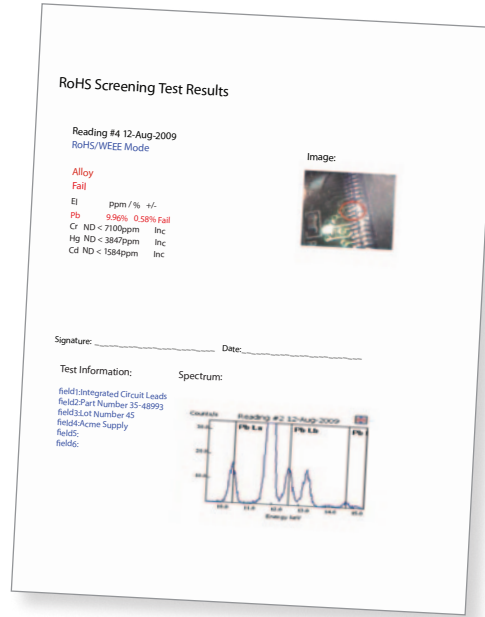 RoHS Screening Test Results
Reading #4 12-Aug-2009
RoHS/WEEE Mode
Image:
Alloy
Fail
El ppm / % +/-
Pb 9.96% 0.58% Fail
Cr ND < 7100ppm Inc
Hg ND < 3847ppm Inc
Cd ND < 1584ppm Inc
Signature: Date:
Test Information:
Spectrum:
field1:Integrated Circuit Leads
field2:Part Number 35-48993
field3:Lot Number 45
field4:Acme Supply
field5:
field6:
Reading #2 12-Aug-2009
Pb La Pb Lb Pb
Energy keV